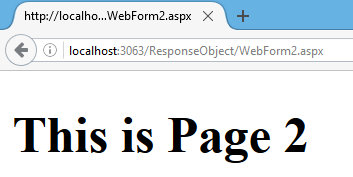 http://localho...WebForm2.aspx
localhost:3063/ResponseObject/WebForm2.aspx
This is Page 2